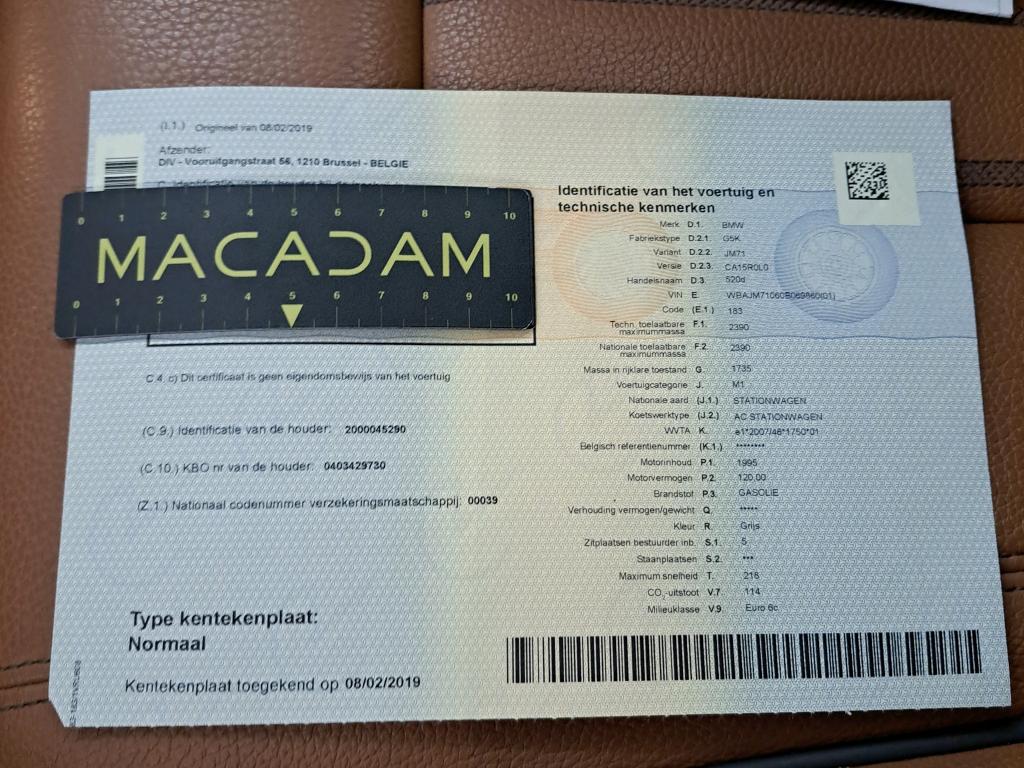 (I.1.) Origineel van 08/02/2019
Afzender:
DIV - Vooruitgangstraat 56, 1210 Brussel - BELGIE
0 1 2 3 4 5 6 7 8 9 10
MACADAM
0 1 2 3 4 5 6 7 8 9 10
C.4. c) Dit certificaat is geen eigendomsbewijs van het voertuig
(C.9.) Identificatie van de houder: 2000045290
(C.10.) KBO nr van de houder: 0403429730
(Z.1.) Nationaal codenummer verzekeringsmaatschappij: 00039
Type kentekenplaat:
Normaal
Kentekenplaat toegekend op 08/02/2019
Identificatie van het voertuig en
technische kenmerken
Merk D.1. BMW
Fabriekstype D.2.1. G5K
Variant D.2.2. JM71
Versie D.2.3. CA15R0L0
Handelsnaam D.3. 520d
VIN E. WBAJM71060B069860(01)
Code (E.1.) 183
Techn. toelaatbare maximummassa F.1. 2390
Nationale toelaatbare maximummassa F.2. 2390
Massa in rijklare toestand G. 1735
Voertuigcategorie J. M1
Nationale aard (J.1.) STATIONWAGEN
Koetswerktype (J.2.) AC STATIONWAGEN
WVTA K. e1*2007/46*1750*01
Belgisch referentienummer (K.1.) ********
Motorinhoud P.1. 1995
Motorvermogen P.2. 120.00
Brandstof P.3. GASOLIE
Verhouding vermogen/gewicht Q. *****
Kleur R. Grijs
Zitplaatsen bestuurder inb. S.1. 5
Staanplaatsen S.2. ***
Maximum snelheid T. 216
CO2-uitstoot V.7. 114
Milieuklasse V.9. Euro 6c